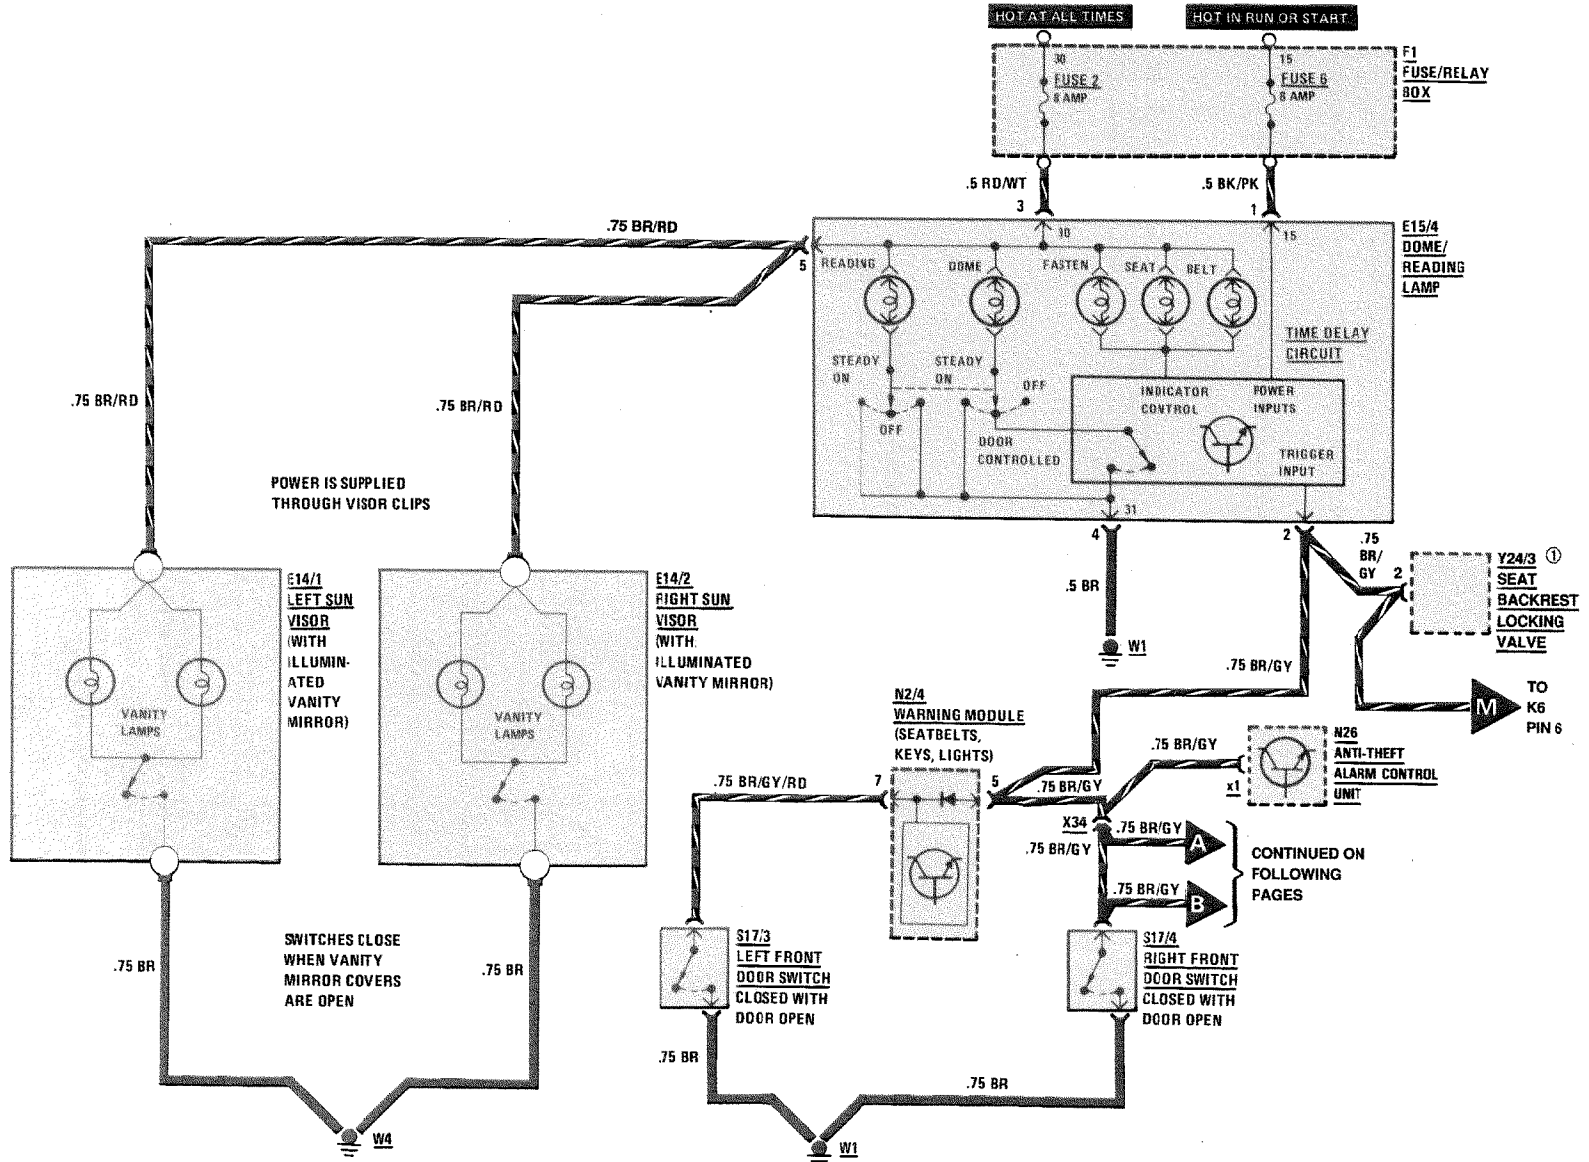 HOT AT ALL TIMES
HOT IN RUN OR START
30
FUSE 2
8 AMP
15
FUSE 6
8 AMP
F1
FUSE/RELAY
BOX
.5 RD/WT
3
.5 BK/PK
1
.75 BR/RD
5
30
15
E15/4
DOME/
READING
LAMP
READING
DOME
FASTEN
SEAT
BELT
TIME DELAY
CIRCUIT
STEADY
ON
STEADY
ON
OFF
OFF
DOOR
CONTROLLED
INDICATOR
CONTROL
POWER
INPUTS
TRIGGER
INPUT
31
4
2
.75 BR/RD
.75 BR/RD
POWER IS SUPPLIED
THROUGH VISOR CLIPS
.5 BR
W1
.75
BR/
GY
2
Y24/3 ①
SEAT
BACKREST
LOCKING
VALVE
.75 BR/GY
M
TO
K6
PIN 6
E14/1
LEFT SUN
VISOR
(WITH
ILLUMIN-
ATED
VANITY
MIRROR)
VANITY
LAMPS
E14/2
RIGHT SUN
VISOR
(WITH
ILLUMINATED
VANITY MIRROR)
VANITY
LAMPS
N2/4
WARNING MODULE
(SEATBELTS,
KEYS, LIGHTS)
.75 BR/GY/RD
7
5
.75 BR/GY
.75 BR/GY
x1
N26
ANTI-THEFT
ALARM CONTROL
UNIT
X34
.75 BR/GY
.75 BR/GY
A
.75 BR/GY
B
CONTINUED ON
FOLLOWING
PAGES
SWITCHES CLOSE
WHEN VANITY
MIRROR COVERS
ARE OPEN
.75 BR
.75 BR
S17/3
LEFT FRONT
DOOR SWITCH
CLOSED WITH
DOOR OPEN
S17/4
RIGHT FRONT
DOOR SWITCH
CLOSED WITH
DOOR OPEN
.75 BR
.75 BR
W4
W1